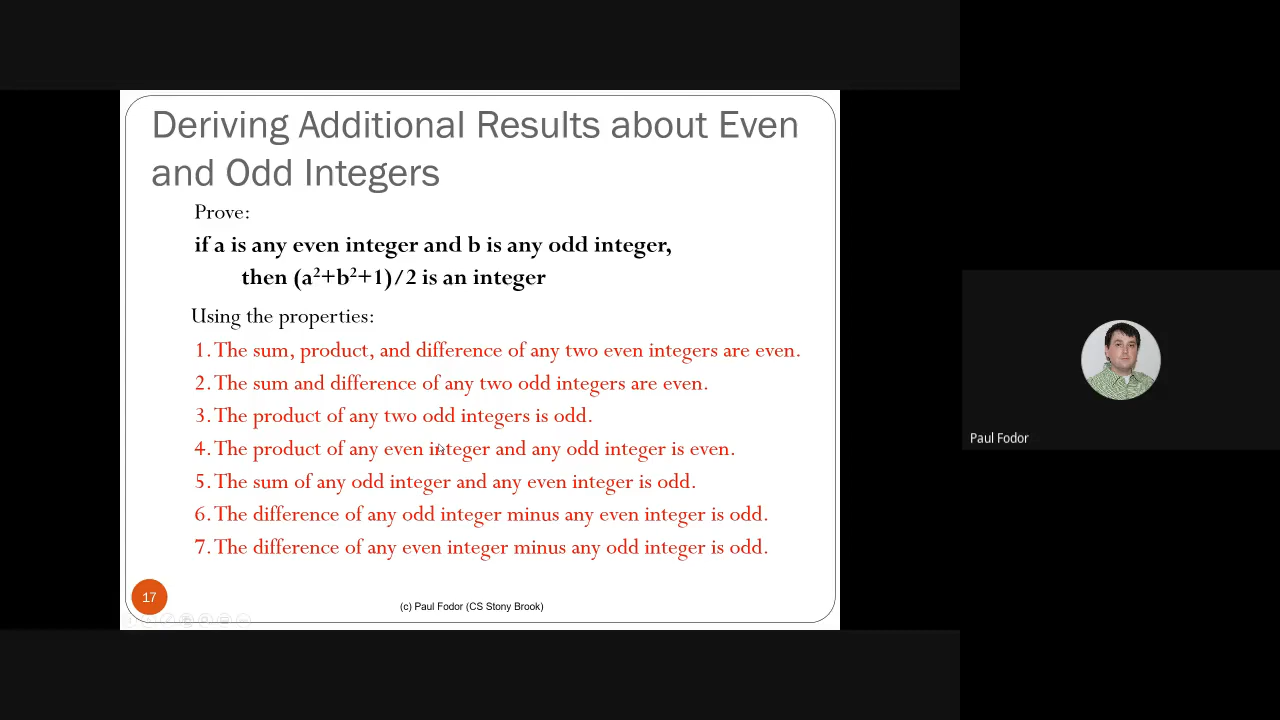 Deriving Additional Results about Even
and Odd Integers
Prove:
if a is any even integer and b is any odd integer,
then (a²+b²+1)/2 is an integer
Using the properties:
1. The sum, product, and difference of any two even integers are even.
2. The sum and difference of any two odd integers are even.
3. The product of any two odd integers is odd.
4. The product of any even integer and any odd integer is even.
5. The sum of any odd integer and any even integer is odd.
6. The difference of any odd integer minus any even integer is odd.
7. The difference of any even integer minus any odd integer is odd.
17
(c) Paul Fodor (CS Stony Brook)
Paul Fodor